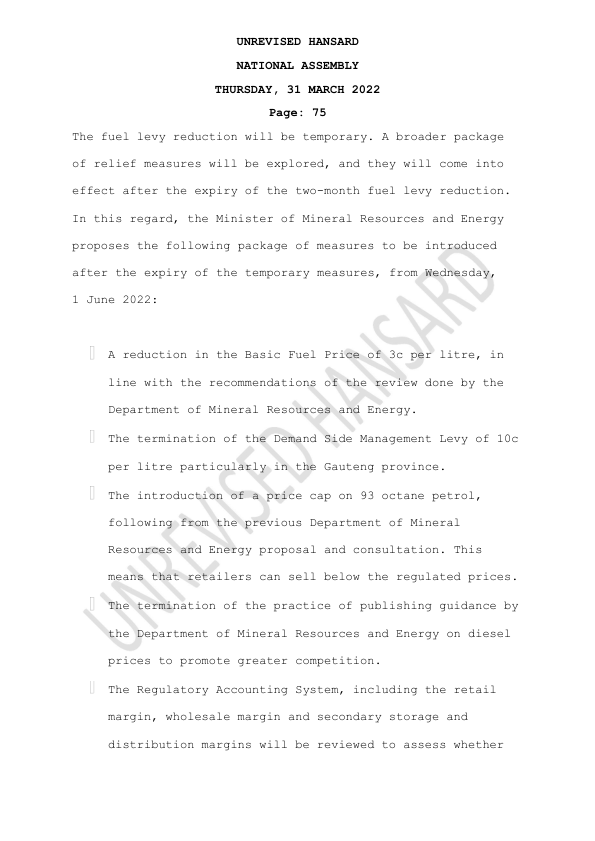 UNREVISED HANSARD
NATIONAL ASSEMBLY
THURSDAY, 31 MARCH 2022
Page: 75
The fuel levy reduction will be temporary. A broader package
of relief measures will be explored, and they will come into
effect after the expiry of the two-month fuel levy reduction.
In this regard, the Minister of Mineral Resources and Energy
proposes the following package of measures to be introduced
after the expiry of the temporary measures, from Wednesday,
1 June 2022:
A reduction in the Basic Fuel Price of 3c per litre, in
line with the recommendations of the review done by the
Department of Mineral Resources and Energy.
The termination of the Demand Side Management Levy of 10c
per litre particularly in the Gauteng province.
The introduction of a price cap on 93 octane petrol,
following from the previous Department of Mineral
Resources and Energy proposal and consultation. This
means that retailers can sell below the regulated prices.
The termination of the practice of publishing guidance by
the Department of Mineral Resources and Energy on diesel
prices to promote greater competition.
The Regulatory Accounting System, including the retail
margin, wholesale margin and secondary storage and
distribution margins will be reviewed to assess whether
UNREVISED HANSARD